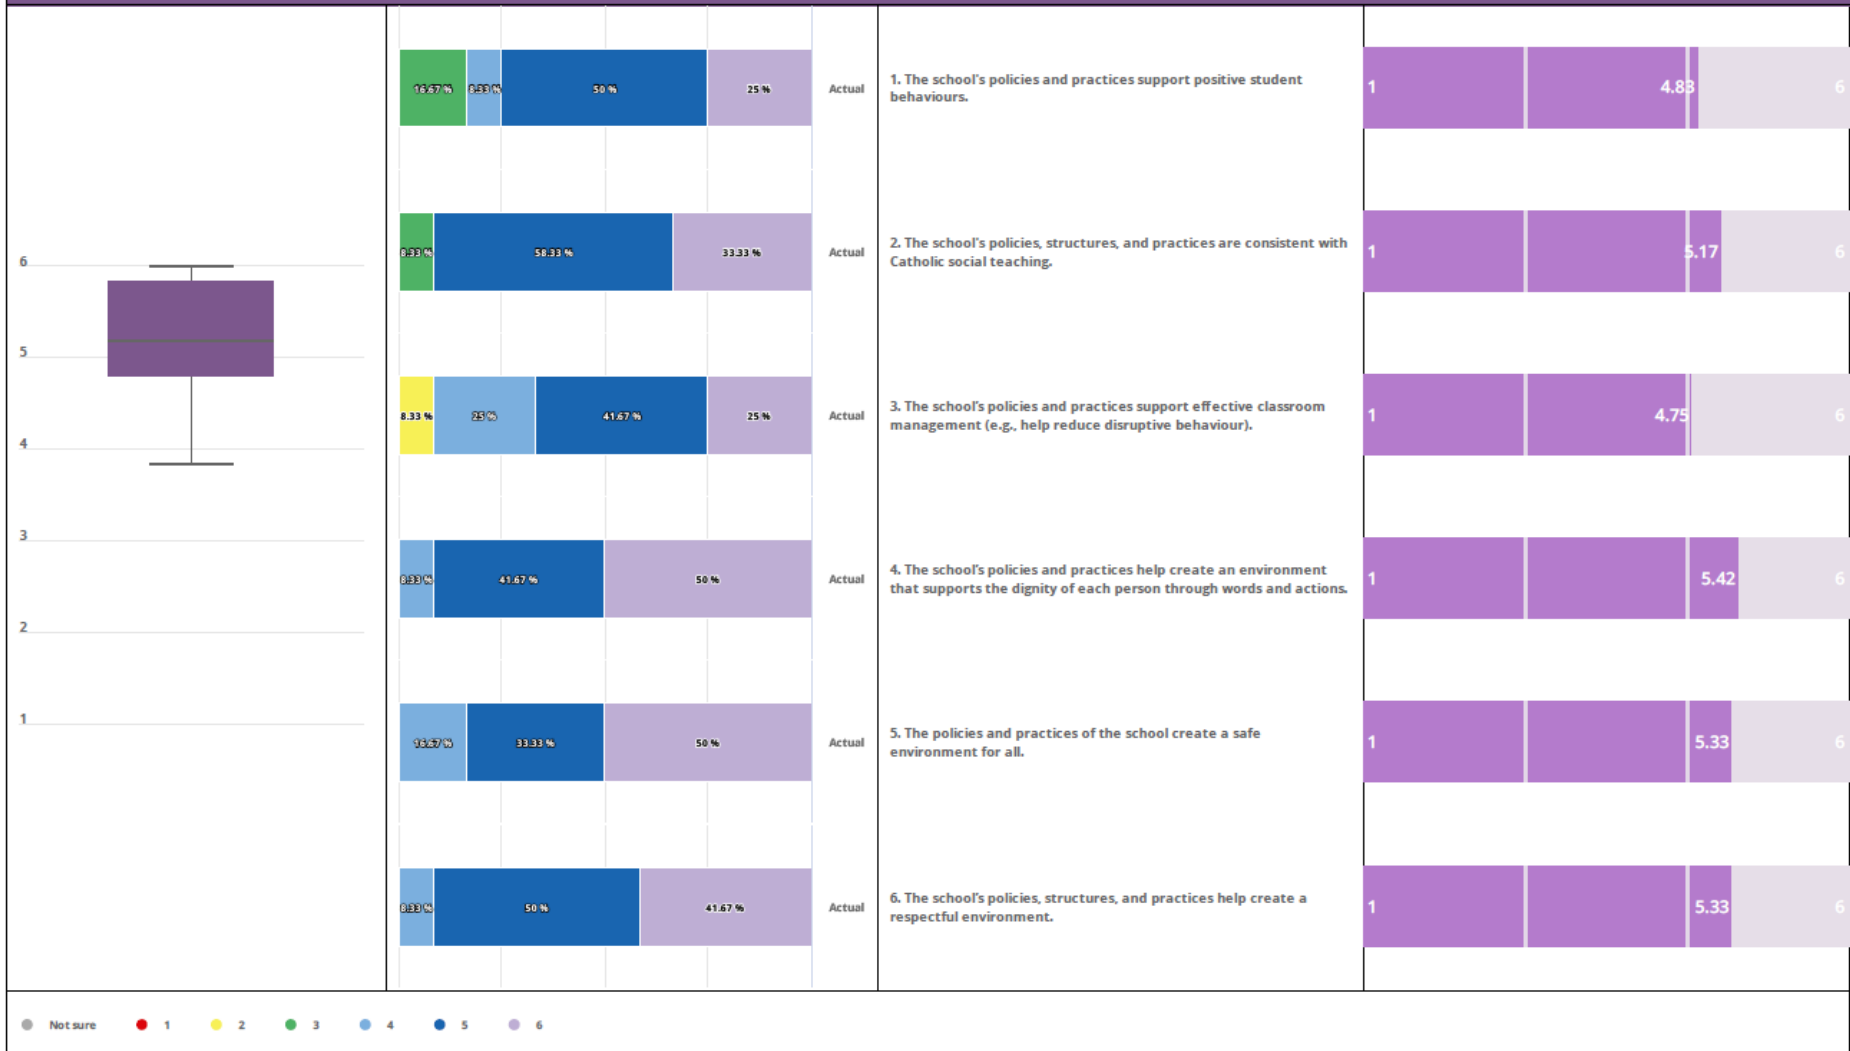 6
5
4
3
2
1
16.67 % 8.33 % 50 % 25 % Actual
1. The school's policies and practices support positive student
behaviours.
1 4.83 6
8.33 % 58.33 % 33.33 % Actual
2. The school's policies, structures, and practices are consistent with
Catholic social teaching.
1 5.17 6
8.33 % 25 % 41.67 % 25 % Actual
3. The school's policies and practices support effective classroom
management (e.g., help reduce disruptive behaviour).
1 4.75 6
8.33 % 41.67 % 50 % Actual
4. The school's policies and practices help create an environment
that supports the dignity of each person through words and actions.
1 5.42 6
16.67 % 33.33 % 50 % Actual
5. The policies and practices of the school create a safe
environment for all.
1 5.33 6
8.33 % 50 % 41.67 % Actual
6. The school's policies, structures, and practices help create a
respectful environment.
1 5.33 6
Not sure 1 2 3 4 5 6